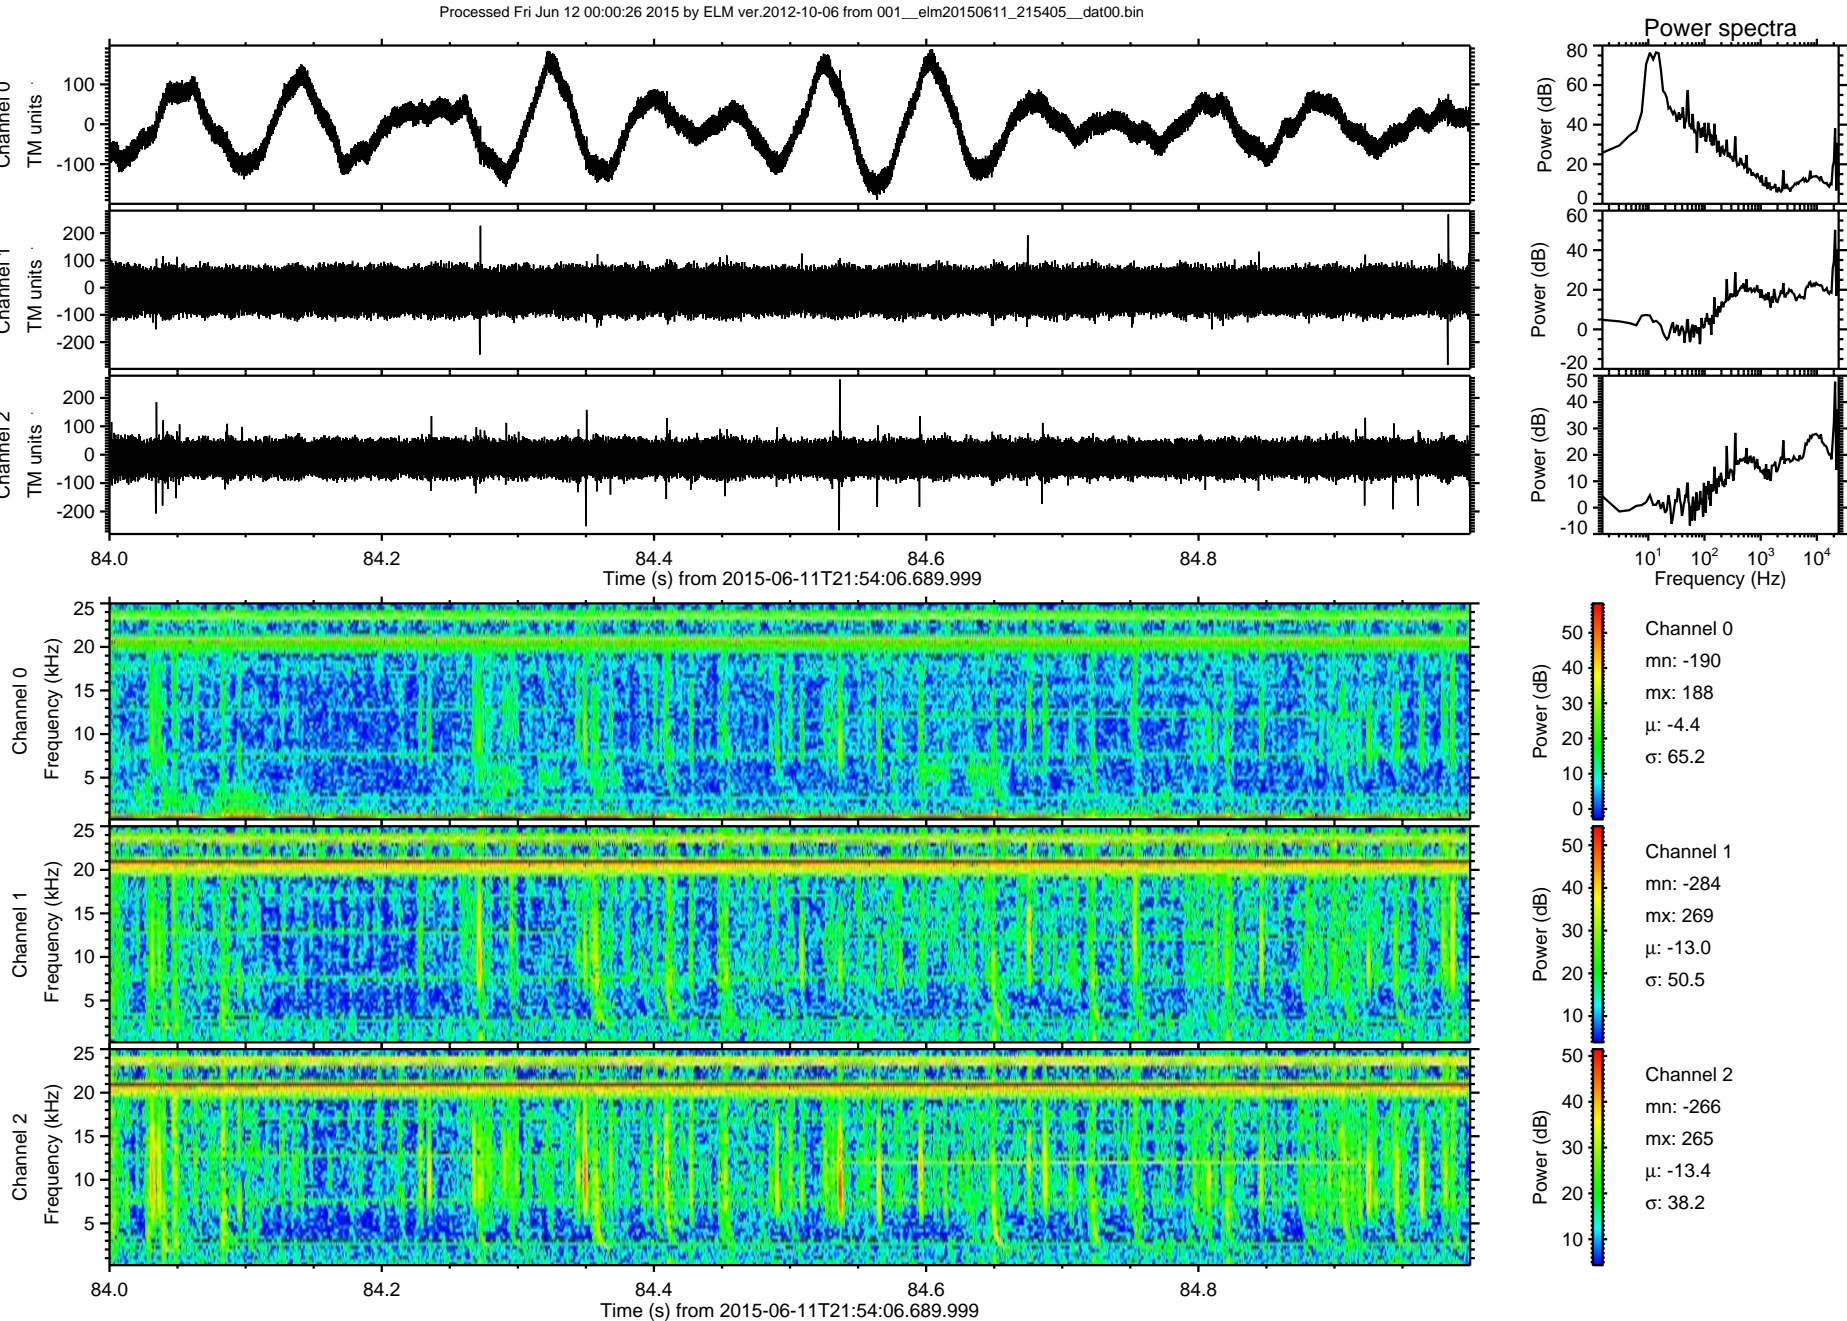 Processed Fri Jun 12 00:00:26 2015 by ELM ver.2012-10-06 from 001__elm20150611_215405__dat00.bin
Power spectra
Channel 0
TM units
100
0
-100
Power (dB)
80
60
40
20
0
Channel 1
TM units
200
100
0
-100
-200
Power (dB)
60
40
20
0
-20
Channel 2
TM units
200
100
0
-100
-200
Power (dB)
50
40
30
20
10
0
-10
84.0 84.2 84.4 84.6 84.8
Time (s) from 2015-06-11T21:54:06.689.999
10¹ 10² 10³ 10⁴
Frequency (Hz)
Channel 0
Frequency (kHz)
25
20
15
10
5
Power (dB)
50
40
30
20
10
0
Channel 0
mn: -190
mx: 188
μ: -4.4
σ: 65.2
Channel 1
Frequency (kHz)
25
20
15
10
5
Power (dB)
50
40
30
20
10
Channel 1
mn: -284
mx: 269
μ: -13.0
σ: 50.5
Channel 2
Frequency (kHz)
25
20
15
10
5
Power (dB)
50
40
30
20
10
Channel 2
mn: -266
mx: 265
μ: -13.4
σ: 38.2
84.0 84.2 84.4 84.6 84.8
Time (s) from 2015-06-11T21:54:06.689.999